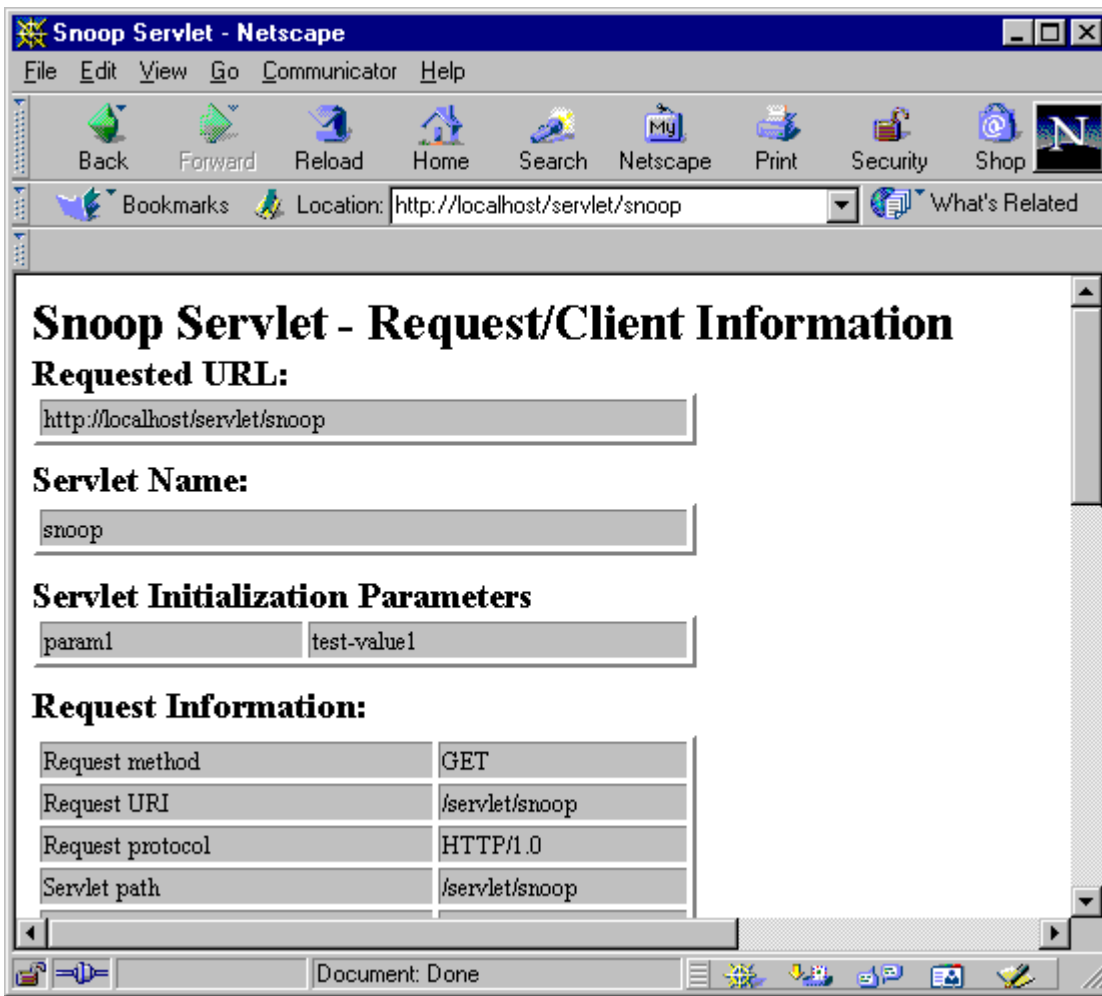 Snoop Servlet - Netscape
File Edit View Go Communicator Help
My N
Back Forward Reload Home Search Netscape Print Security Shop
Bookmarks Location: http://localhost/servlet/snoop What's Related
Snoop Servlet - Request/Client Information
Requested URL:
http://localhost/servlet/snoop
Servlet Name:
snoop
Servlet Initialization Parameters
param1 test-value1
Request Information:
Request method GET
Request URI /servlet/snoop
Request protocol HTTP/1.0
Servlet path /servlet/snoop
Document: Done